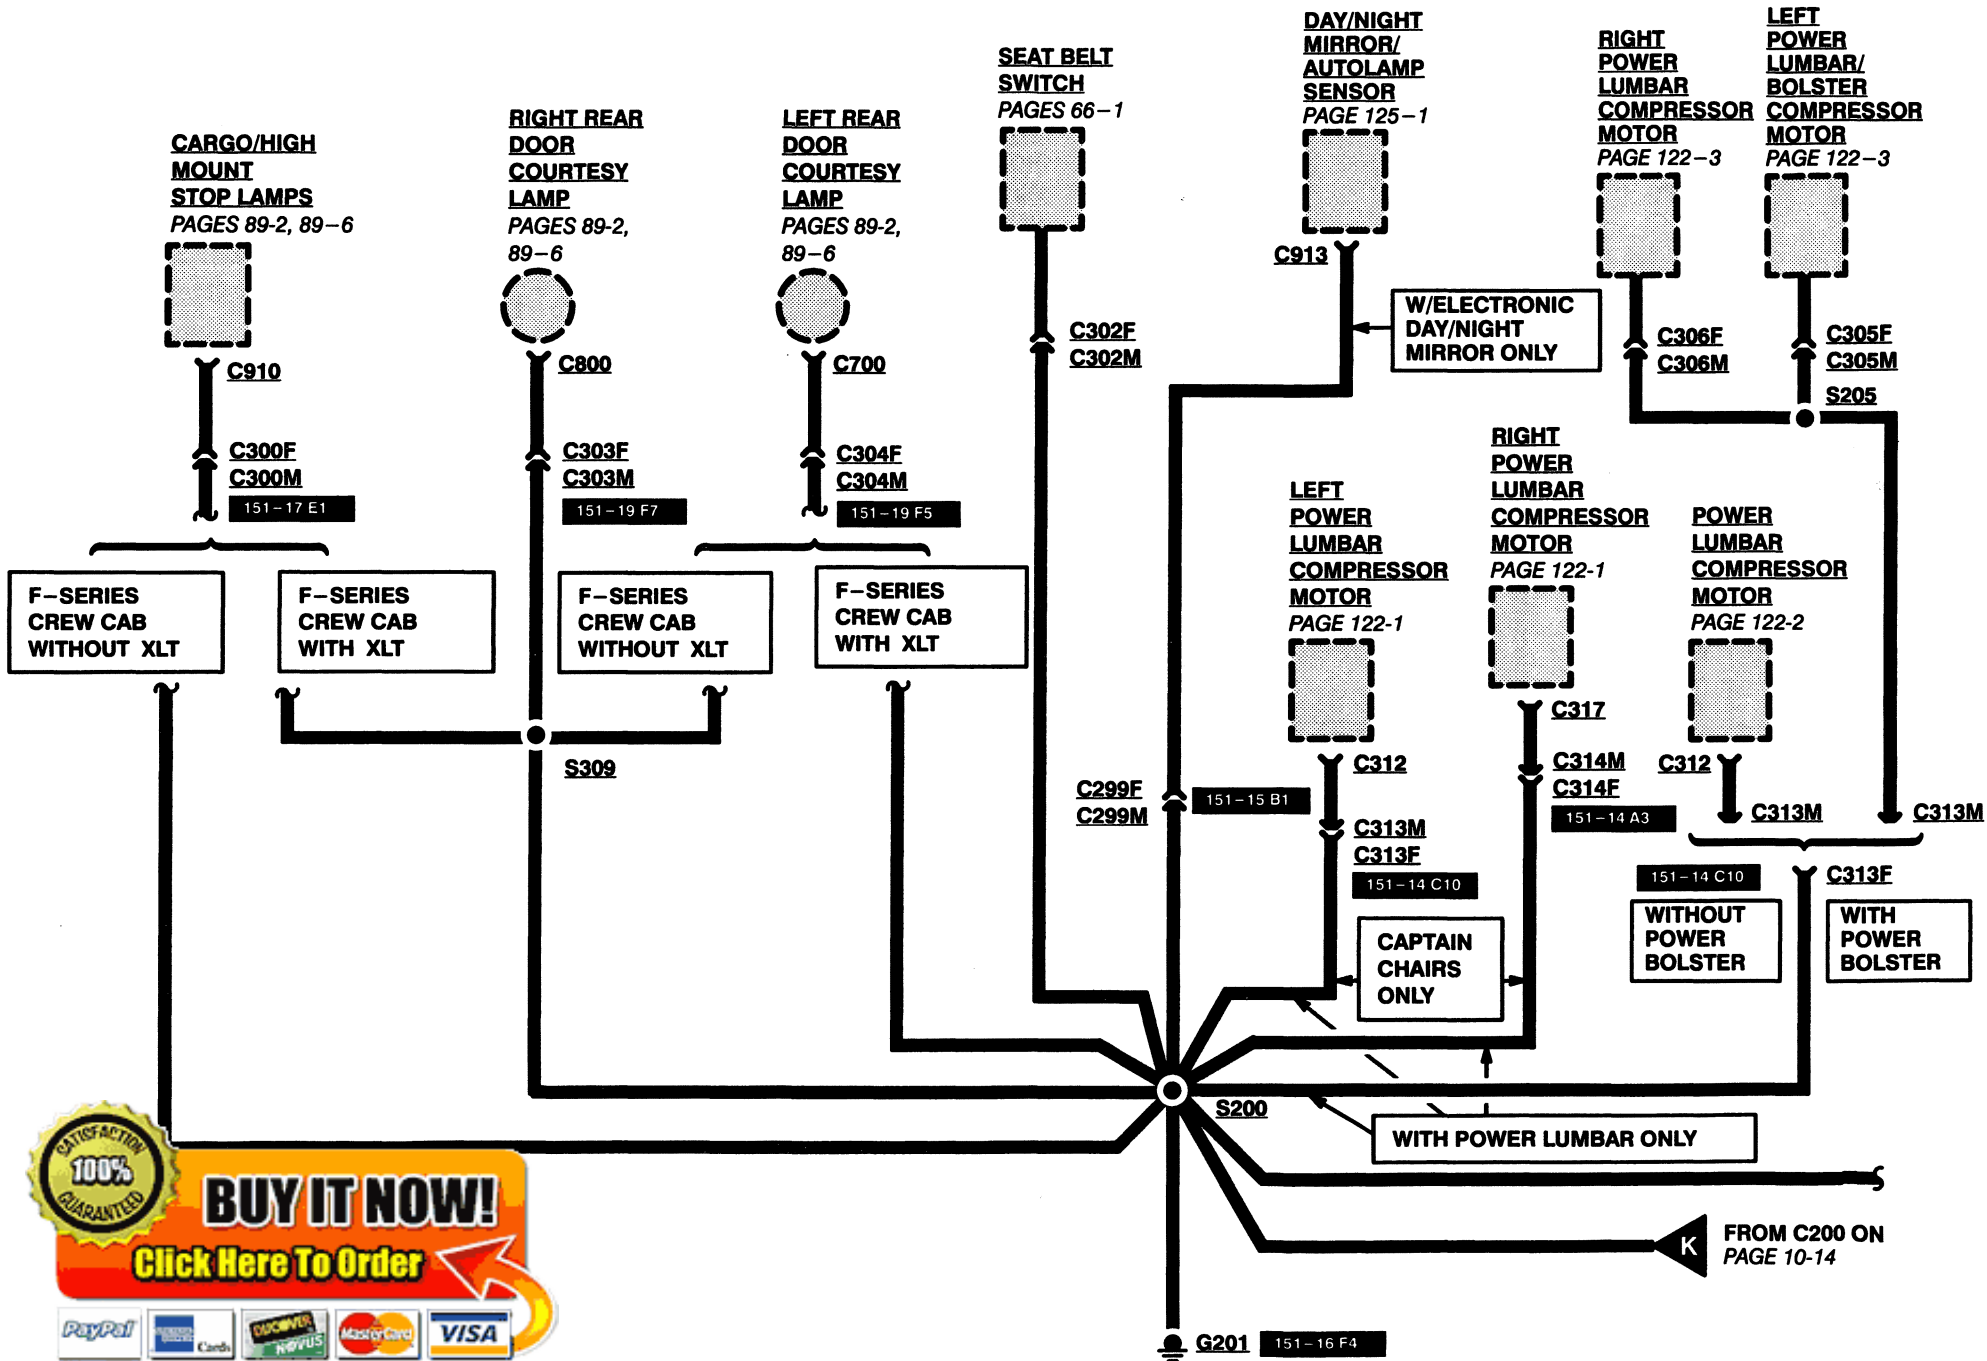 CARGO/HIGH
MOUNT
STOP LAMPS
PAGES 89-2, 89-6
C910
C300F
C300M
151-17 E1
F-SERIES
CREW CAB
WITHOUT XLT
F-SERIES
CREW CAB
WITH XLT
RIGHT REAR
DOOR
COURTESY
LAMP
PAGES 89-2,
89-6
C800
C303F
C303M
151-19 F7
S309
LEFT REAR
DOOR
COURTESY
LAMP
PAGES 89-2,
89-6
C700
C304F
C304M
151-19 F5
F-SERIES
CREW CAB
WITHOUT XLT
F-SERIES
CREW CAB
WITH XLT
SEAT BELT
SWITCH
PAGES 66-1
C302F
C302M
DAY/NIGHT
MIRROR/
AUTOLAMP
SENSOR
PAGE 125-1
C913
W/ELECTRONIC
DAY/NIGHT
MIRROR ONLY
C299F
C299M
151-15 B1
RIGHT
POWER
LUMBAR
COMPRESSOR
MOTOR
PAGE 122-3
C306F
C306M
LEFT
POWER
LUMBAR/
BOLSTER
COMPRESSOR
MOTOR
PAGE 122-3
C305F
C305M
S205
LEFT
POWER
LUMBAR
COMPRESSOR
MOTOR
PAGE 122-1
C312
C313M
C313F
151-14 C10
RIGHT
POWER
LUMBAR
COMPRESSOR
MOTOR
PAGE 122-1
C317
C314M
C314F
151-14 A3
POWER
LUMBAR
COMPRESSOR
MOTOR
PAGE 122-2
C312
C313M
C313M
151-14 C10
C313F
WITHOUT
POWER
BOLSTER
WITH
POWER
BOLSTER
CAPTAIN
CHAIRS
ONLY
S200
WITH POWER LUMBAR ONLY
K
FROM C200 ON
PAGE 10-14
G201
151-16 F4
SATISFACTION
100%
GUARANTEED
BUY IT NOW!
Click Here To Order
PayPal
Cards
DISCOVER
NOVUS
MasterCard
VISA